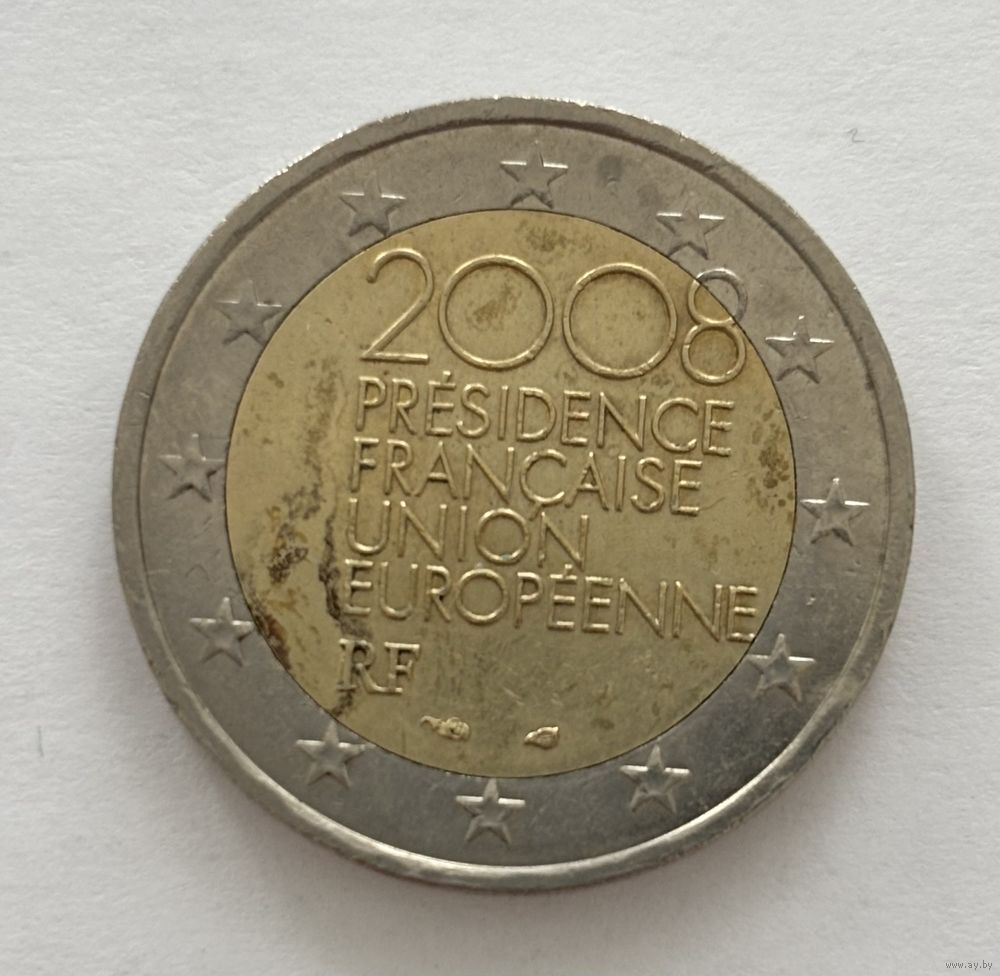 2008
PRÉSIDENCE
FRANÇAISE
UNION
EUROPÉENNE
RF
www.ay.by